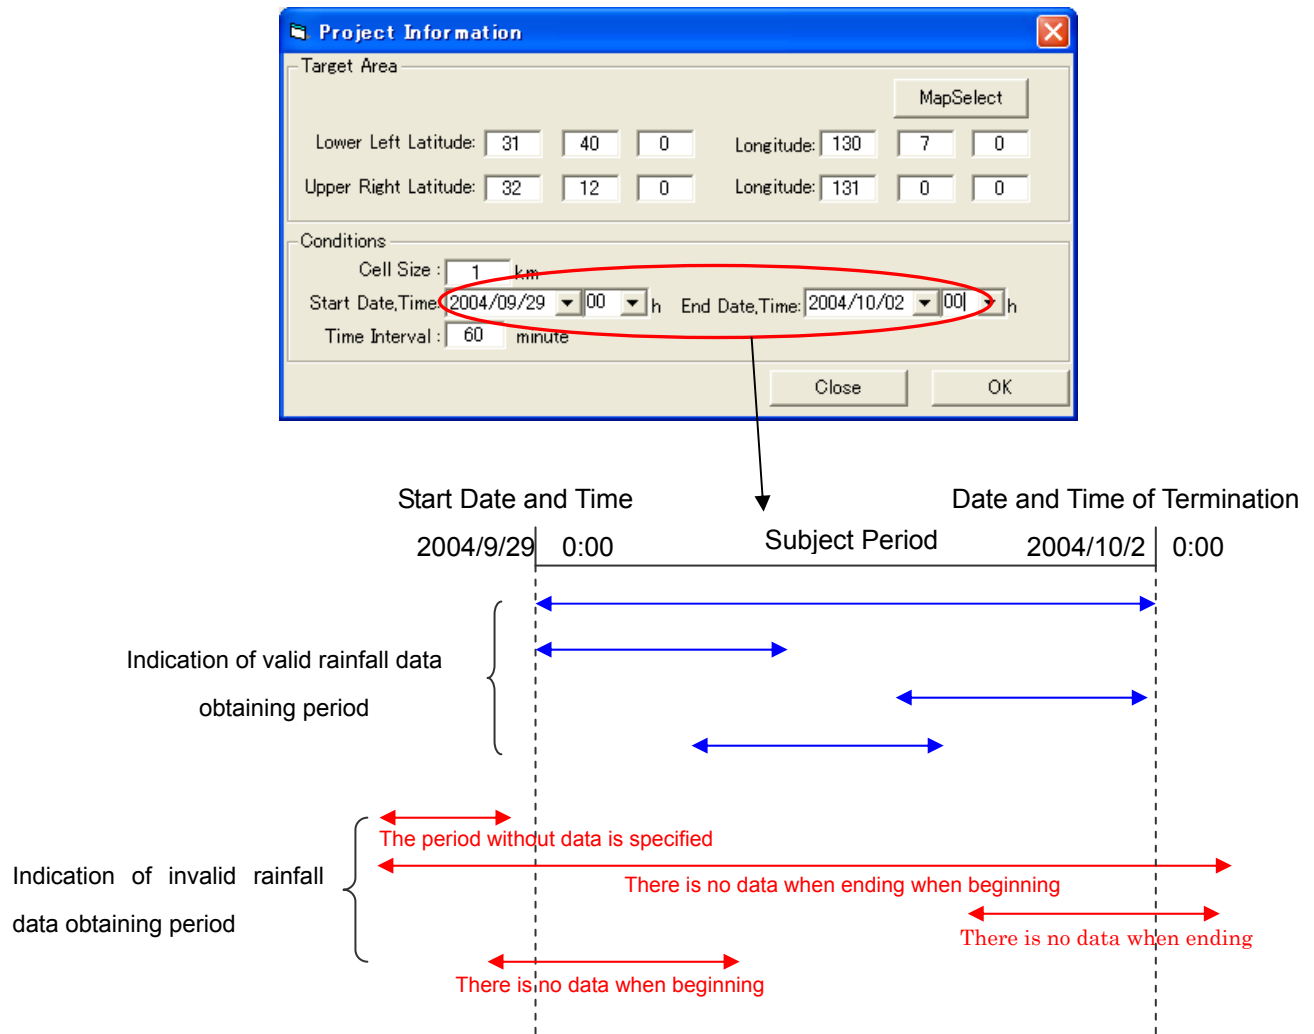 Project Information
Target Area
MapSelect
Lower Left Latitude: 31 40 0 Longitude: 130 7 0
Upper Right Latitude: 32 12 0 Longitude: 131 0 0
Conditions
Cell Size : 1 km
Start Date,Time: 2004/09/29 00 h End Date,Time: 2004/10/02 00 h
Time Interval : 60 minute
Close OK
Start Date and Time Date and Time of Termination
2004/9/29 0:00 Subject Period 2004/10/2 0:00
Indication of valid rainfall data
obtaining period
The period without data is specified
Indication of invalid rainfall
data obtaining period
There is no data when ending when beginning
There is no data when ending
There is no data when beginning